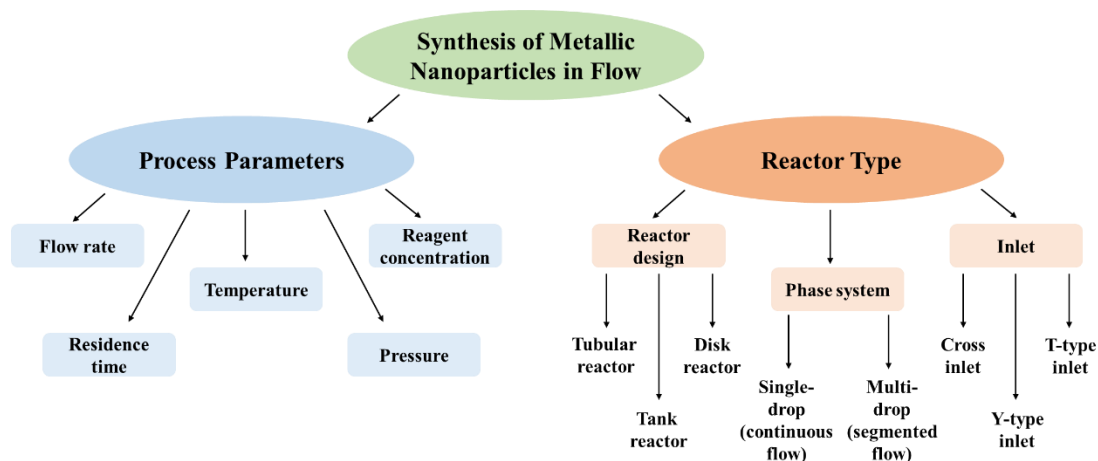 Synthesis of Metallic
Nanoparticles in Flow
Process Parameters
Reactor Type
Flow rate
Reagent
concentration
Temperature
Residence
time
Pressure
Reactor
design
Phase system
Inlet
Tubular
reactor
Tank
reactor
Disk
reactor
Single-
drop
(continuous
flow)
Multi-
drop
(segmented
flow)
Cross
inlet
Y-type
inlet
T-type
inlet